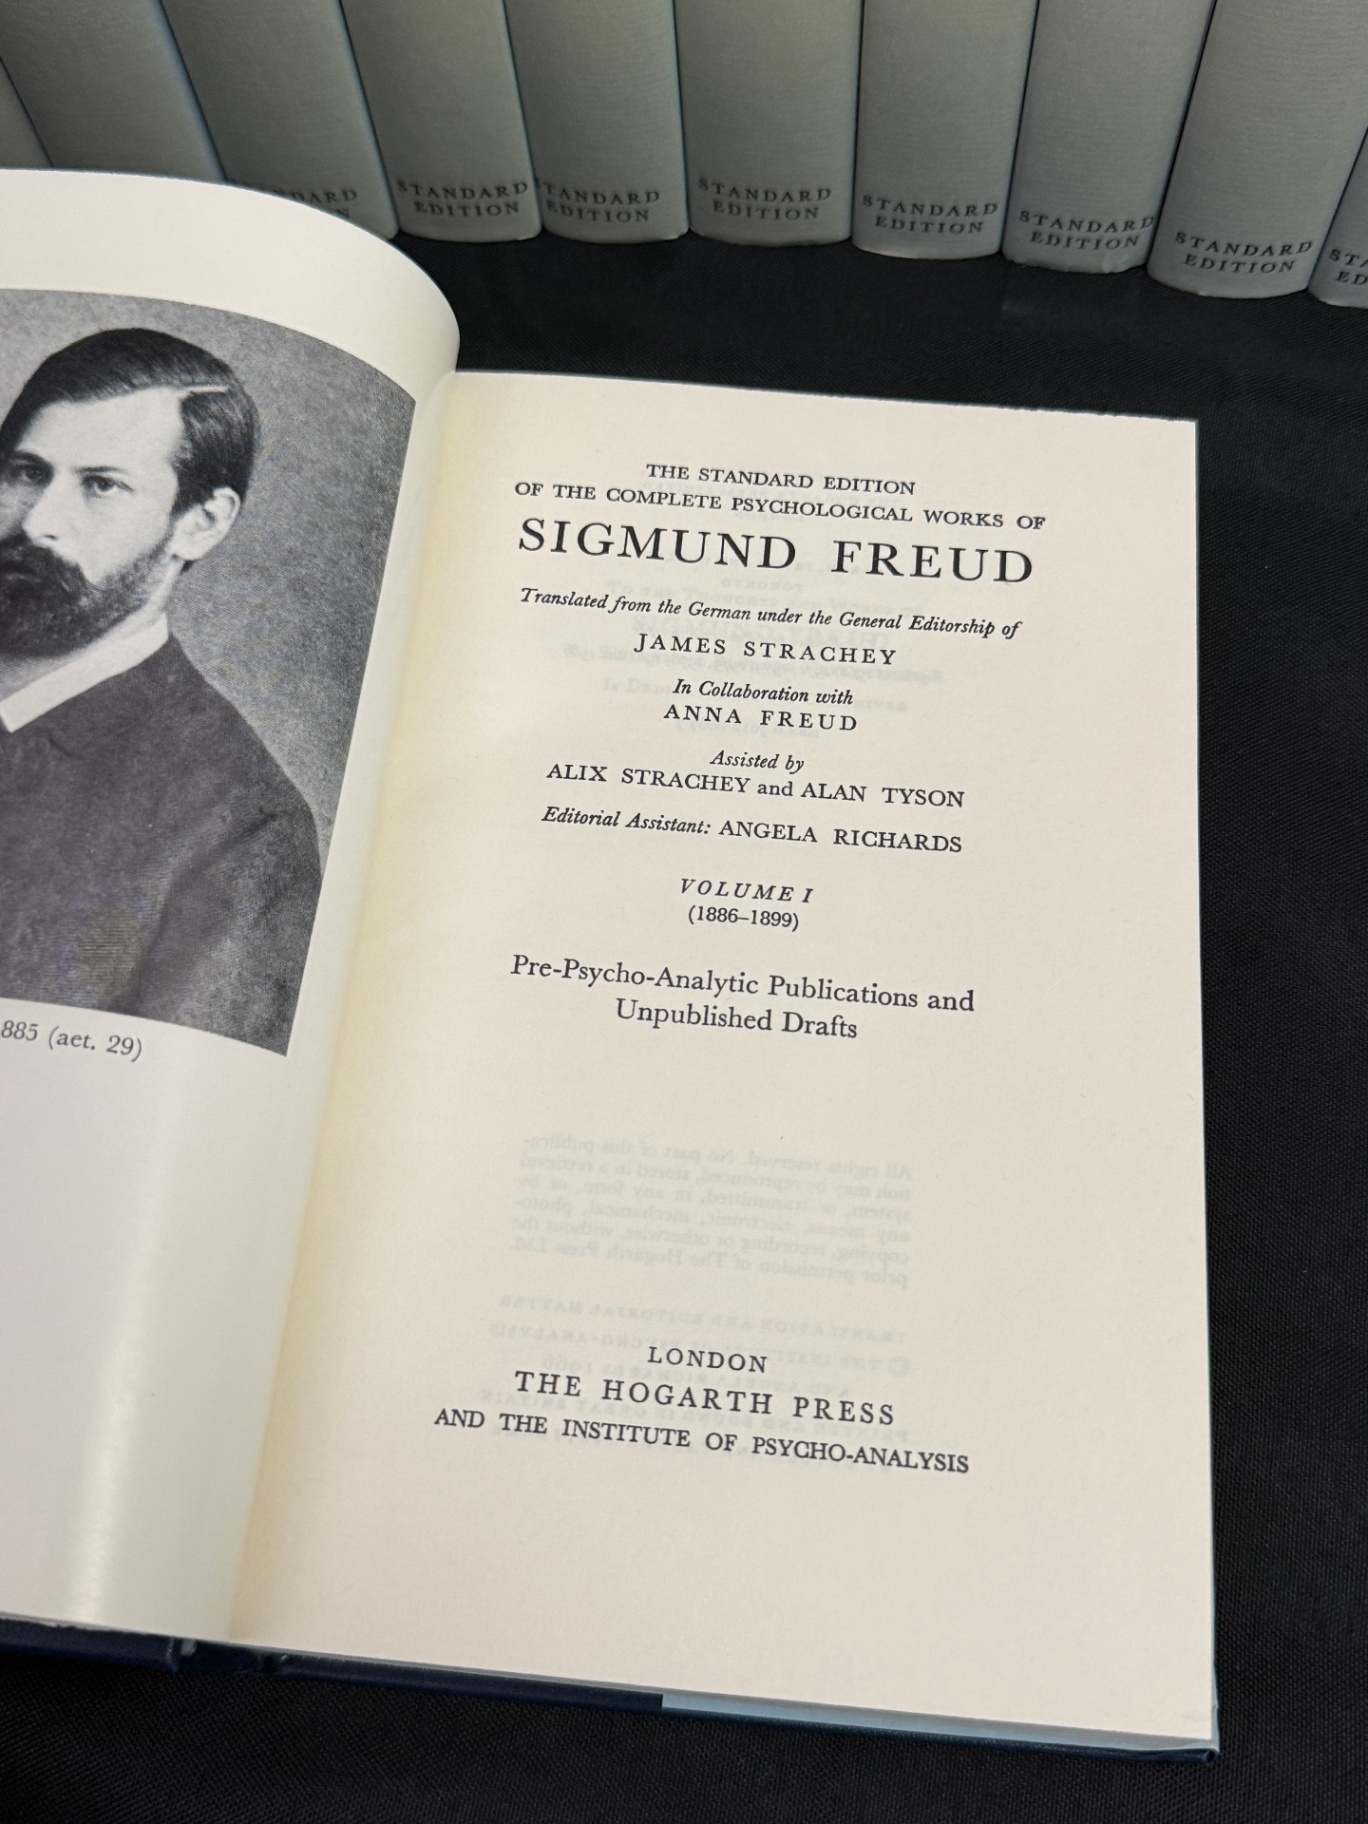 STANDARD
EDITION
STANDARD
EDITION
STANDARD
EDITION
STANDARD
EDITION
STANDARD
EDITION
STANDARD
EDITION
885 (aet. 29)
THE STANDARD EDITION
OF THE COMPLETE PSYCHOLOGICAL WORKS OF
SIGMUND FREUD
Translated from the German under the General Editorship of
JAMES STRACHEY
In Collaboration with
ANNA FREUD
Assisted by
ALIX STRACHEY and ALAN TYSON
Editorial Assistant: ANGELA RICHARDS
VOLUME I
(1886–1899)
Pre-Psycho-Analytic Publications and
Unpublished Drafts
LONDON
THE HOGARTH PRESS
AND THE INSTITUTE OF PSYCHO-ANALYSIS